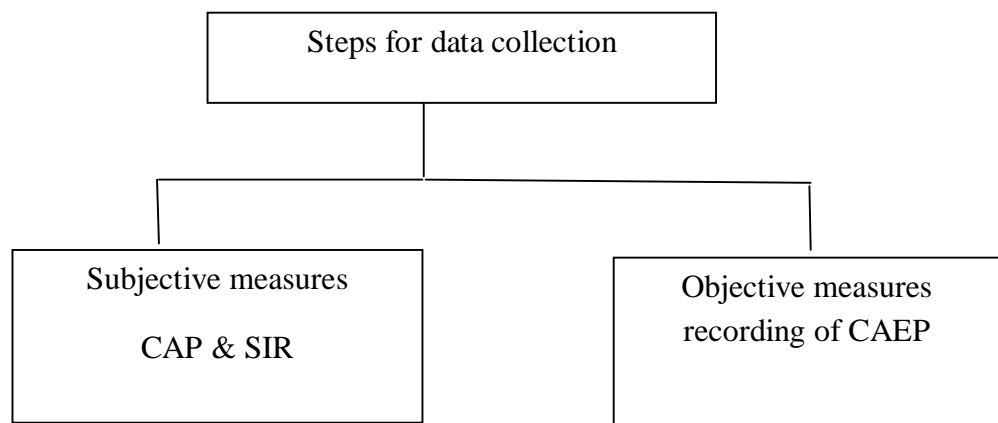 Steps for data collection
Subjective measures
CAP & SIR
Objective measures
recording of CAEP